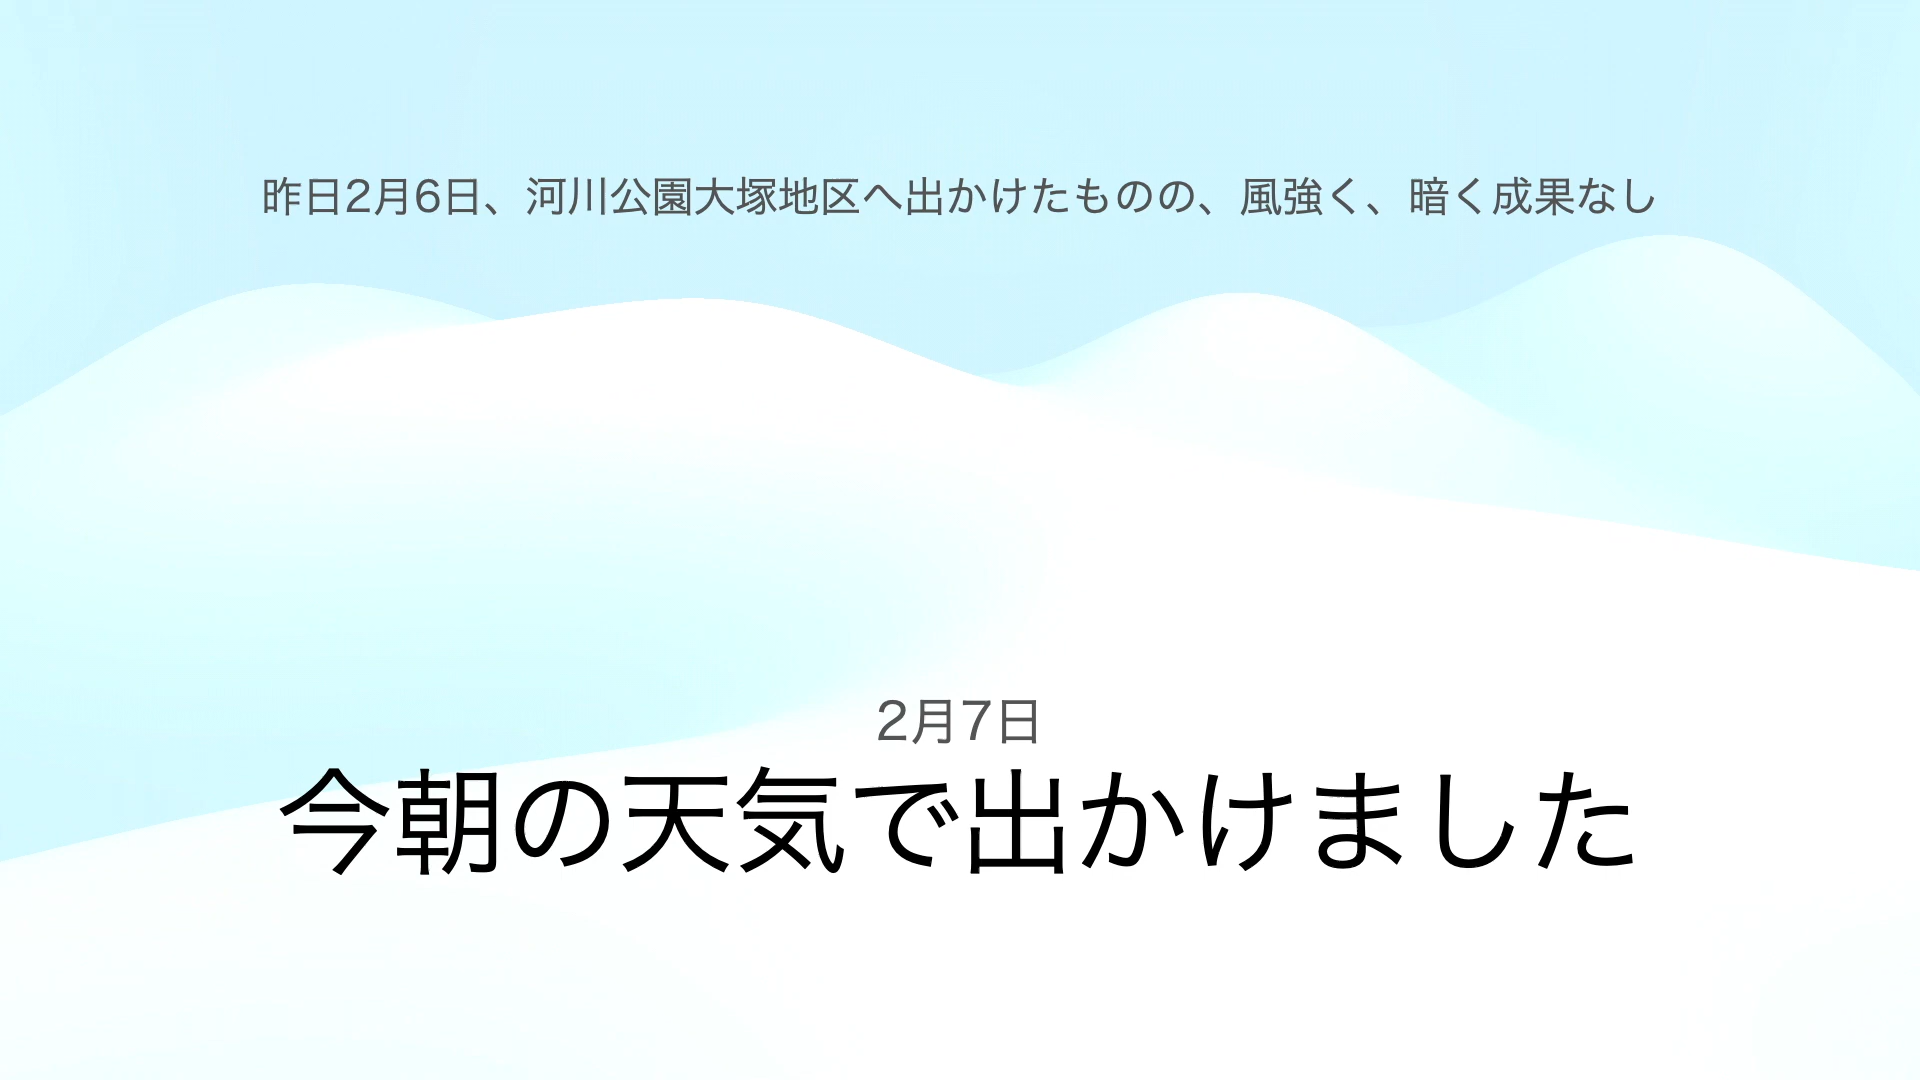 昨日2月6日、河川公園大塚地区へ出かけたものの、風強く、暗く成果なし
2月7日
今朝の天気で出かけました